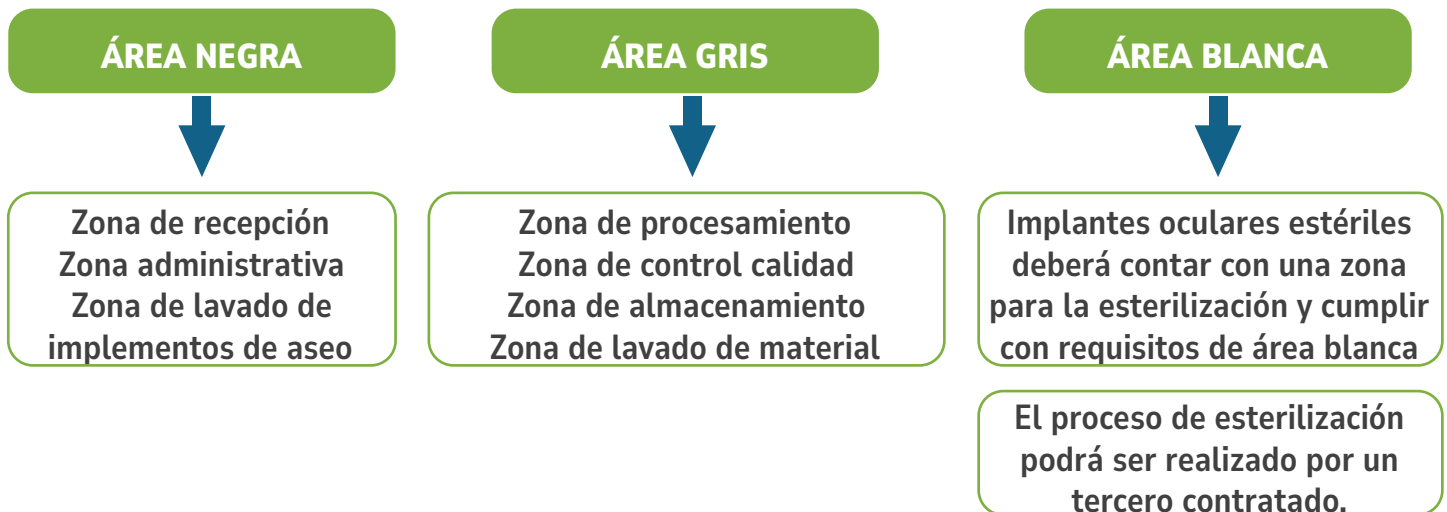 ÁREA NEGRA
Zona de recepción
Zona administrativa
Zona de lavado de
implementos de aseo
ÁREA GRIS
Zona de procesamiento
Zona de control calidad
Zona de almacenamiento
Zona de lavado de material
ÁREA BLANCA
Implantes oculares estériles
deberá contar con una zona
para la esterilización y cumplir
con requisitos de área blanca
El proceso de esterilización
podrá ser realizado por un
tercero contratado.